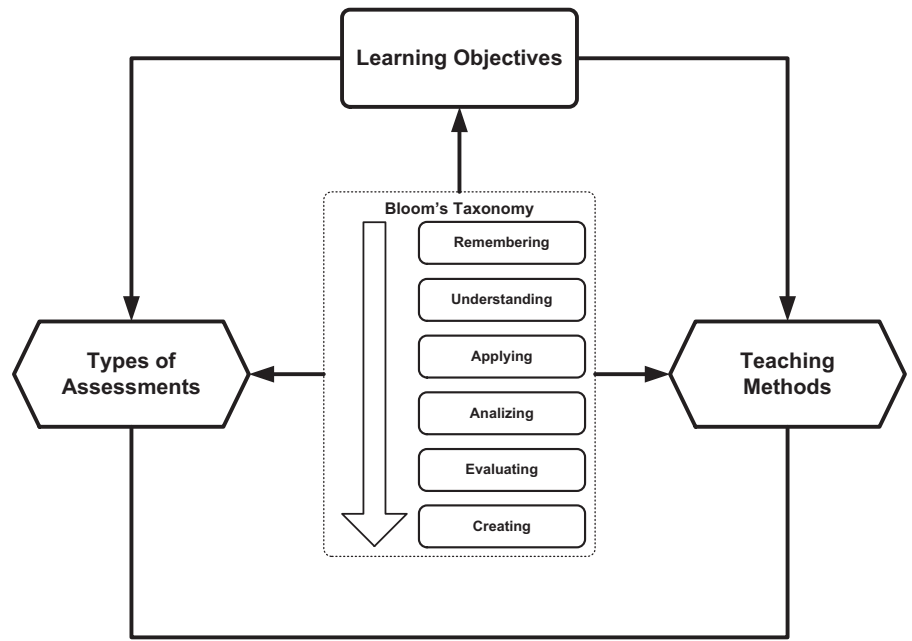 Learning Objectives
Bloom's Taxonomy
Remembering
Understanding
Applying
Analizing
Evaluating
Creating
Types of
Assessments
Teaching
Methods